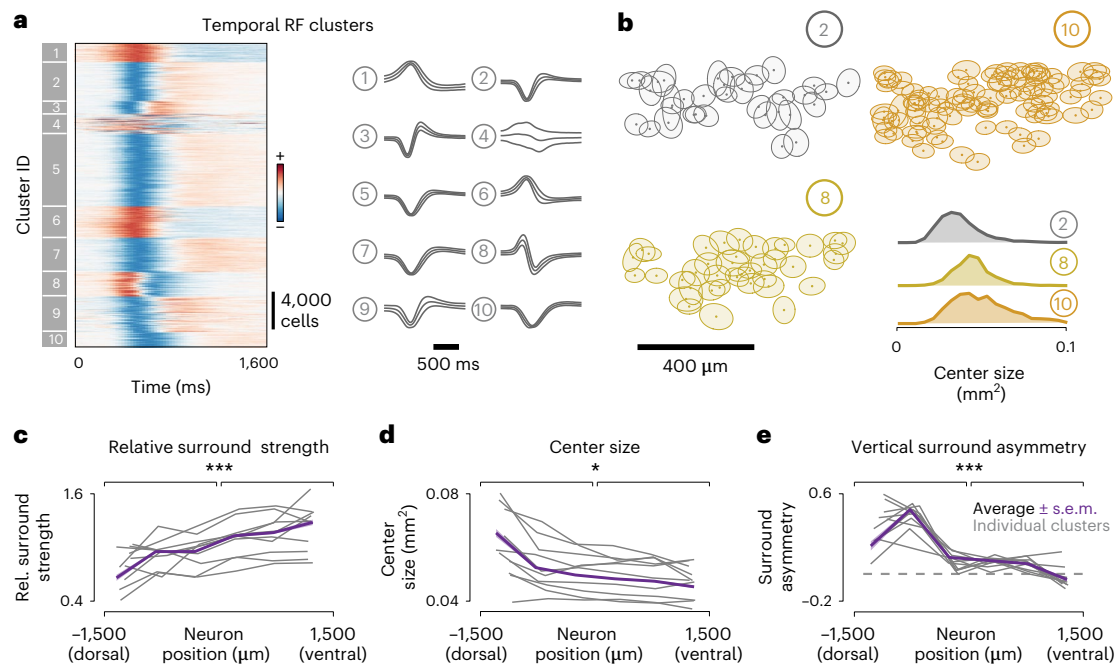 a
Temporal RF clusters
Cluster ID
1
2
3
4
5
6
7
8
9
10
+
–
4,000
cells
0
1,600
Time (ms)
1
2
3
4
5
6
7
8
9
10
500 ms
b
2
10
8
400 µm
2
8
10
0
0.1
Center size
(mm²)
c
Relative surround strength
***
Rel. surround
strength
1.6
0.4
–1,500
(dorsal)
Neuron
position (µm)
1,500
(ventral)
d
Center size
*
Center
size (mm²)
0.08
0.04
–1,500
(dorsal)
Neuron
position (µm)
1,500
(ventral)
e
Vertical surround asymmetry
***
Surround
asymmetry
0.6
–0.2
Average ± s.e.m.
Individual clusters
–1,500
(dorsal)
Neuron
position (µm)
1,500
(ventral)